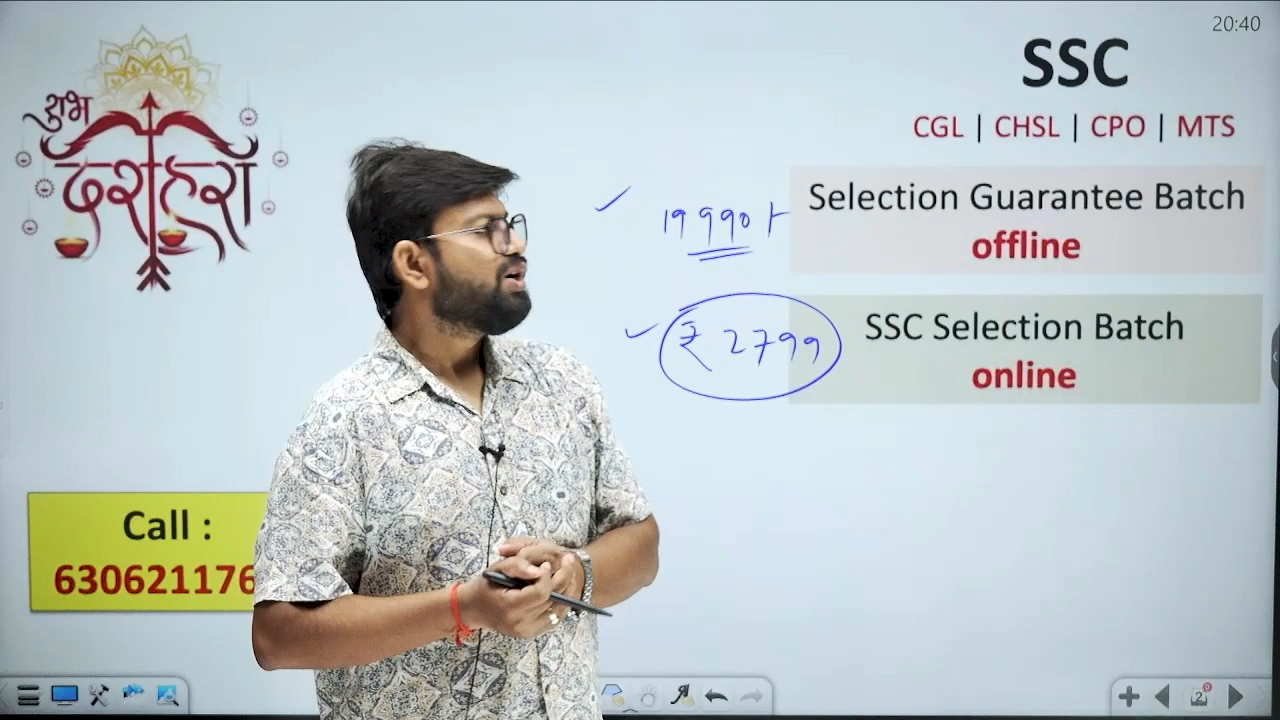 20:40
शुभ
दशहरा
SSC
CGL | CHSL | CPO | MTS
19990/-
Selection Guarantee Batch
offline
₹ 2799
SSC Selection Batch
online
Call :
630621176
2